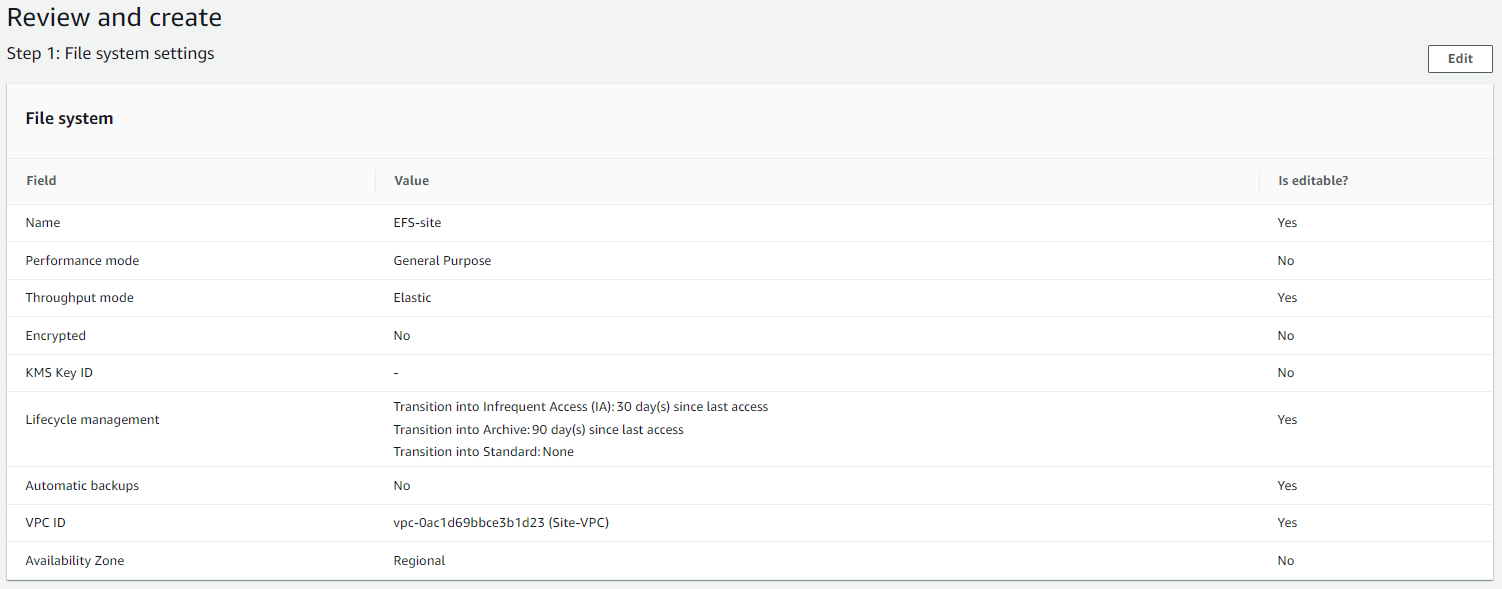 Review and create
Step 1: File system settings
Edit
File system
Field Value Is editable?
Name EFS-site Yes
Performance mode General Purpose No
Throughput mode Elastic Yes
Encrypted No No
KMS Key ID - No
Lifecycle management Transition into Infrequent Access (IA): 30 day(s) since last access Yes
Transition into Archive: 90 day(s) since last access
Transition into Standard: None
Automatic backups No Yes
VPC ID vpc-0ac1d69bbce3b1d23 (Site-VPC) Yes
Availability Zone Regional No